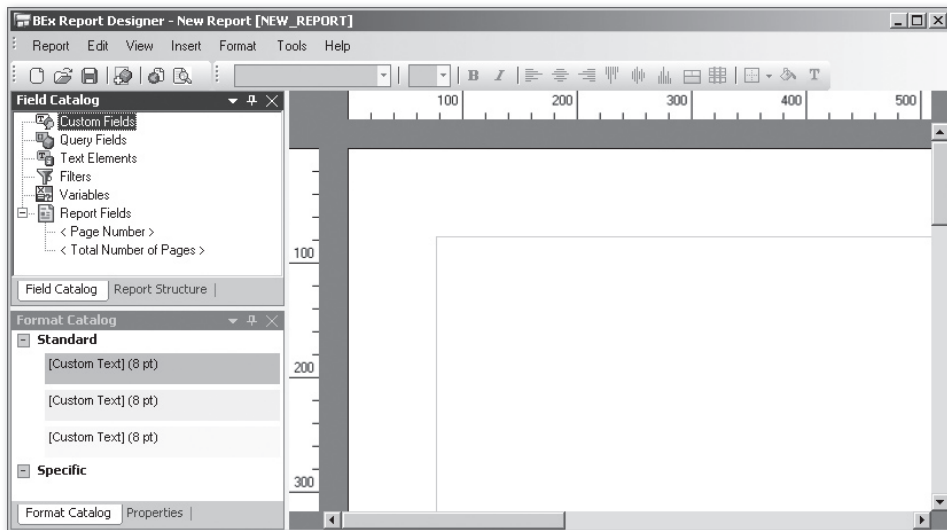 BEx Report Designer - New Report [NEW_REPORT]
Report Edit View Insert Format Tools Help
B I T
Field Catalog
Custom Fields
Query Fields
Text Elements
Filters
Variables
Report Fields
< Page Number >
< Total Number of Pages >
Field Catalog Report Structure
Format Catalog
Standard
[Custom Text] (8 pt)
[Custom Text] (8 pt)
[Custom Text] (8 pt)
Specific
Format Catalog Properties
100 200 300 400 500
100
200
300